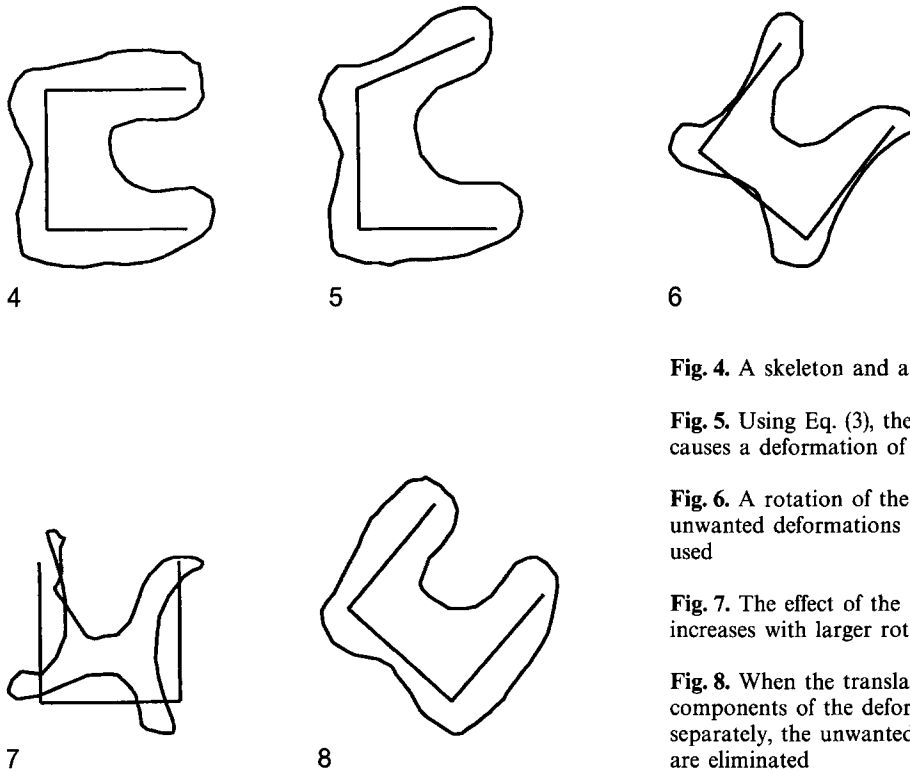 4
5
6
Fig. 4. A skeleton and a
Fig. 5. Using Eq. (3), the
causes a deformation of
Fig. 6. A rotation of the
unwanted deformations
used
Fig. 7. The effect of the
increases with larger rot
Fig. 8. When the transla
components of the defor
separately, the unwanted
are eliminated
7
8